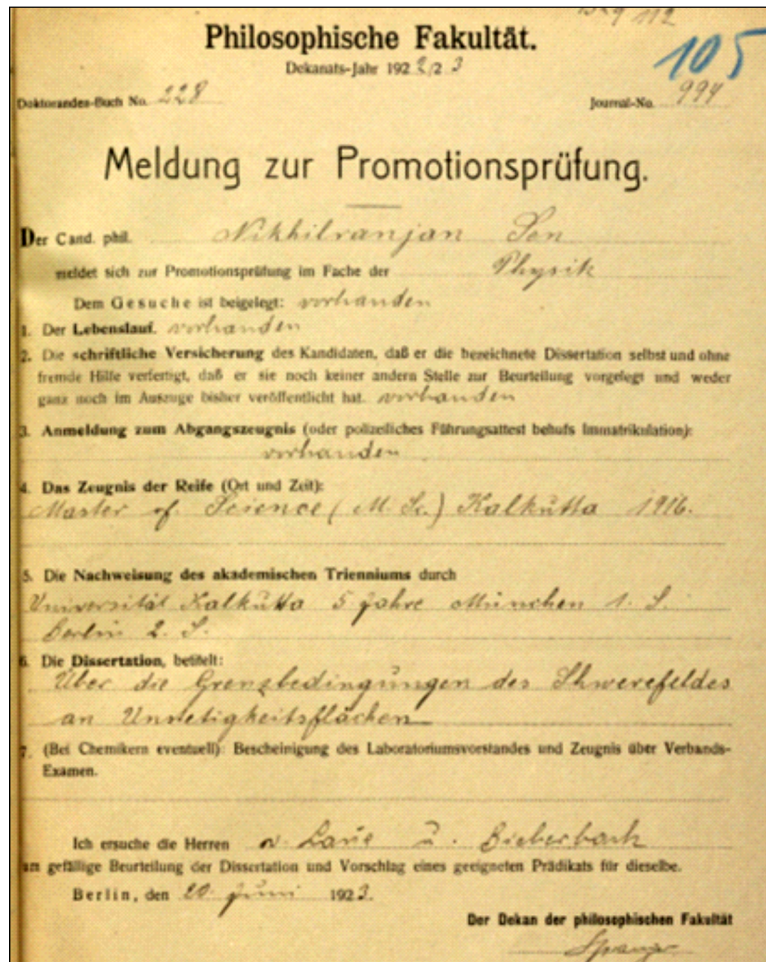 112
Philosophische Fakultät.
105
Dekanats-Jahr 192 2/2 3
Doktoranden-Buch No. 228 Journal-No. 994
Meldung zur Promotionsprüfung.
Der Cand. phil. Nikhilranjan Sen
meldet sich zur Promotionsprüfung im Fache der Physik
Dem Gesuche ist beigelegt: vorhanden
1. Der Lebenslauf. vorhanden
2. Die schriftliche Versicherung des Kandidaten, daß er die bezeichnete Dissertation selbst und ohne
fremde Hilfe verfertigt, daß er sie noch keiner andern Stelle zur Beurteilung vorgelegt und weder
ganz noch im Auszuge bisher veröffentlicht hat. vorhanden
3. Anmeldung zum Abgangszeugnis (oder polizeiliches Führungsattest behufs Immatrikulation):
vorhanden
4. Das Zeugnis der Reife (Ort und Zeit):
Master of Science (M. Sc.) Kalkutta 1916.
5. Die Nachweisung des akademischen Trienniums durch
Universität Kalkutta 5 Jahre München 1. S.
Berlin 2. S.
6. Die Dissertation, betitelt:
Über die Grenzbedingungen des Schwerefeldes
an Unstetigkeitsflächen
7. (Bei Chemikern eventuell): Bescheinigung des Laboratoriumsvorstandes und Zeugnis über Verbands-
Examen.
Ich ersuche die Herren v. Laue u. Bieberbach
um gefällige Beurteilung der Dissertation und Vorschlag eines geeigneten Prädikats für dieselbe.
Berlin, den 20. Juni 1923.
Der Dekan der philosophischen Fakultät